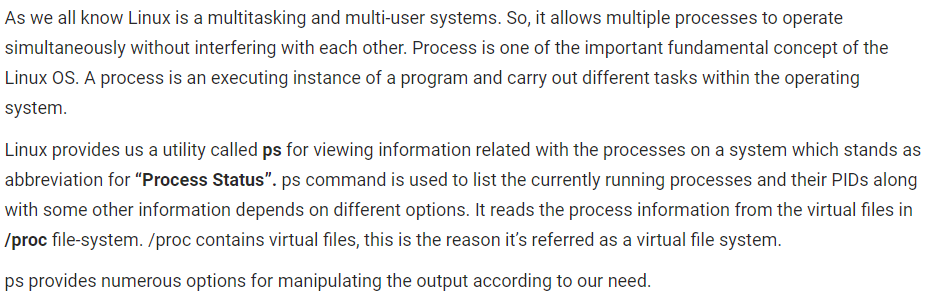 As we all know Linux is a multitasking and multi-user systems. So, it allows multiple processes to operate
simultaneously without interfering with each other. Process is one of the important fundamental concept of the
Linux OS. A process is an executing instance of a program and carry out different tasks within the operating
system.
Linux provides us a utility called ps for viewing information related with the processes on a system which stands as
abbreviation for “Process Status”. ps command is used to list the currently running processes and their PIDs along
with some other information depends on different options. It reads the process information from the virtual files in
/proc file-system. /proc contains virtual files, this is the reason it’s referred as a virtual file system.
ps provides numerous options for manipulating the output according to our need.